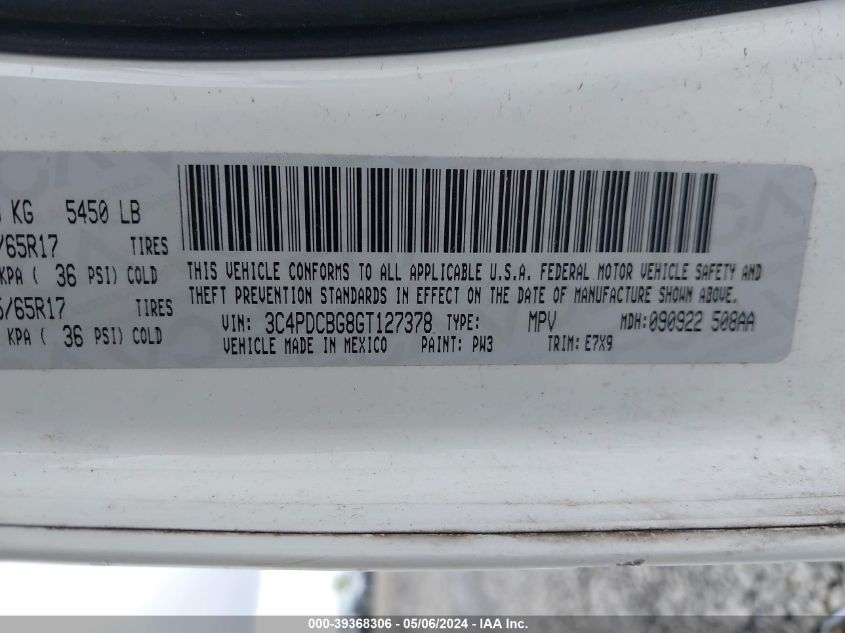 KG 5450 LB
/65R17 TIRES
KPA ( 36 PSI) COLD
/65R17 TIRES
KPA ( 36 PSI) COLD
THIS VEHICLE CONFORMS TO ALL APPLICABLE U.S.A. FEDERAL MOTOR VEHICLE SAFETY AND
THEFT PREVENTION STANDARDS IN EFFECT ON THE DATE OF MANUFACTURE SHOWN ABOVE.
VIN: 3C4PDCBG8GT127378 TYPE: MPV MDH:090922 508AA
VEHICLE MADE IN MEXICO PAINT: PW3 TRIM: E7X9
000-39368306 - 05/06/2024 - IAA Inc.